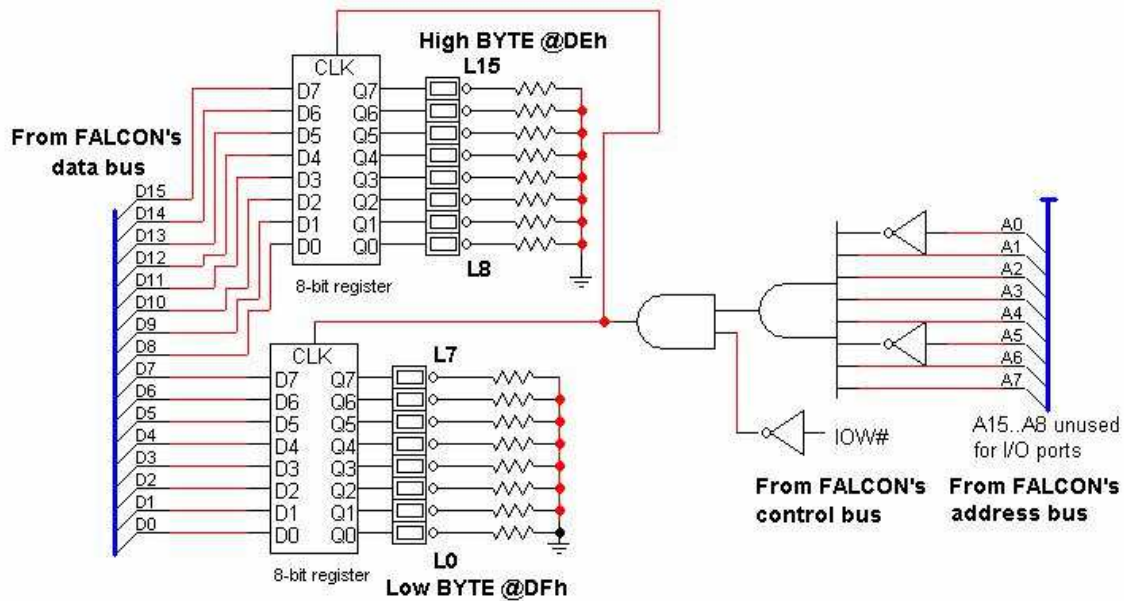 High BYTE @DEh
L15
CLK
D7 Q7
D6 Q6
D5 Q5
D4 Q4
D3 Q3
D2 Q2
D1 Q1
D0 Q0
L8
8-bit register
From FALCON's
data bus
D15
D14
D13
D12
D11
D10
D9
D8
D7
D6
D5
D4
D3
D2
D1
D0
CLK
L7
D7 Q7
D6 Q6
D5 Q5
D4 Q4
D3 Q3
D2 Q2
D1 Q1
D0 Q0
L0
8-bit register
Low BYTE @DFh
A0
A1
A2
A3
A4
A5
A6
A7
IOW#
A15..A8 unused
for I/O ports
From FALCON's
control bus
From FALCON's
address bus